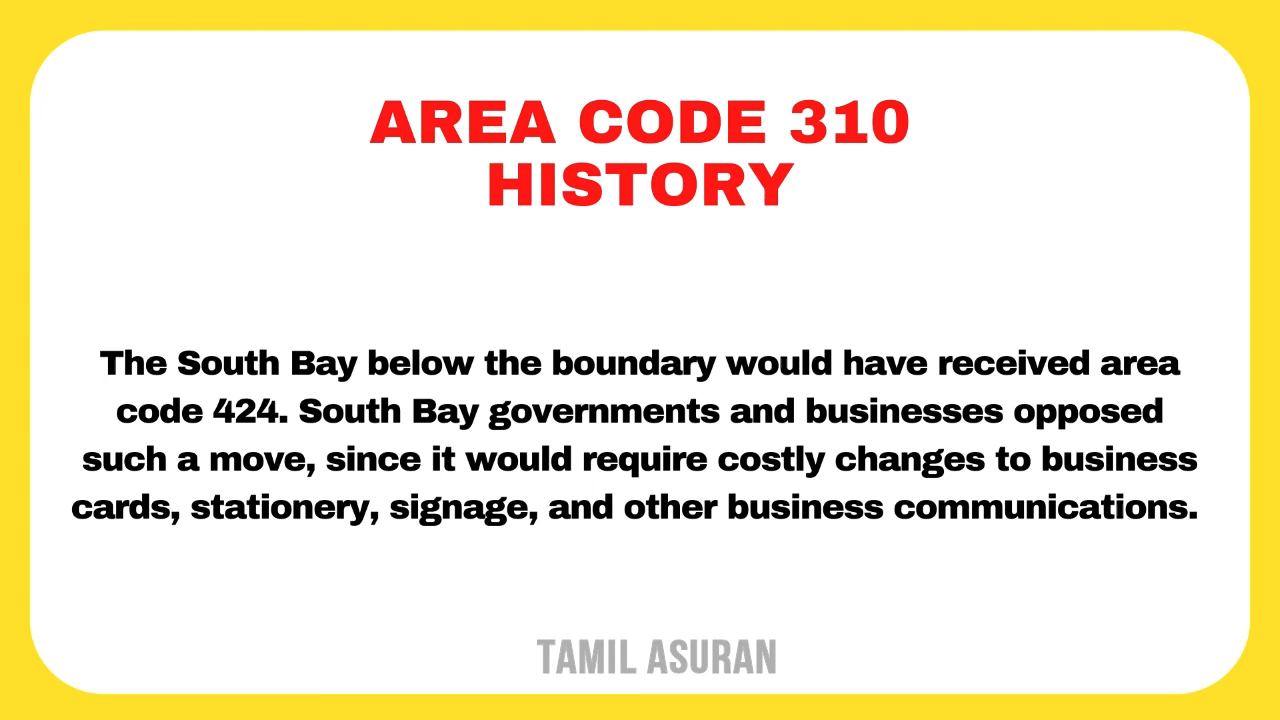 AREA CODE 310
HISTORY
The South Bay below the boundary would have received area
code 424. South Bay governments and businesses opposed
such a move, since it would require costly changes to business
cards, stationery, signage, and other business communications.
TAMIL ASURAN